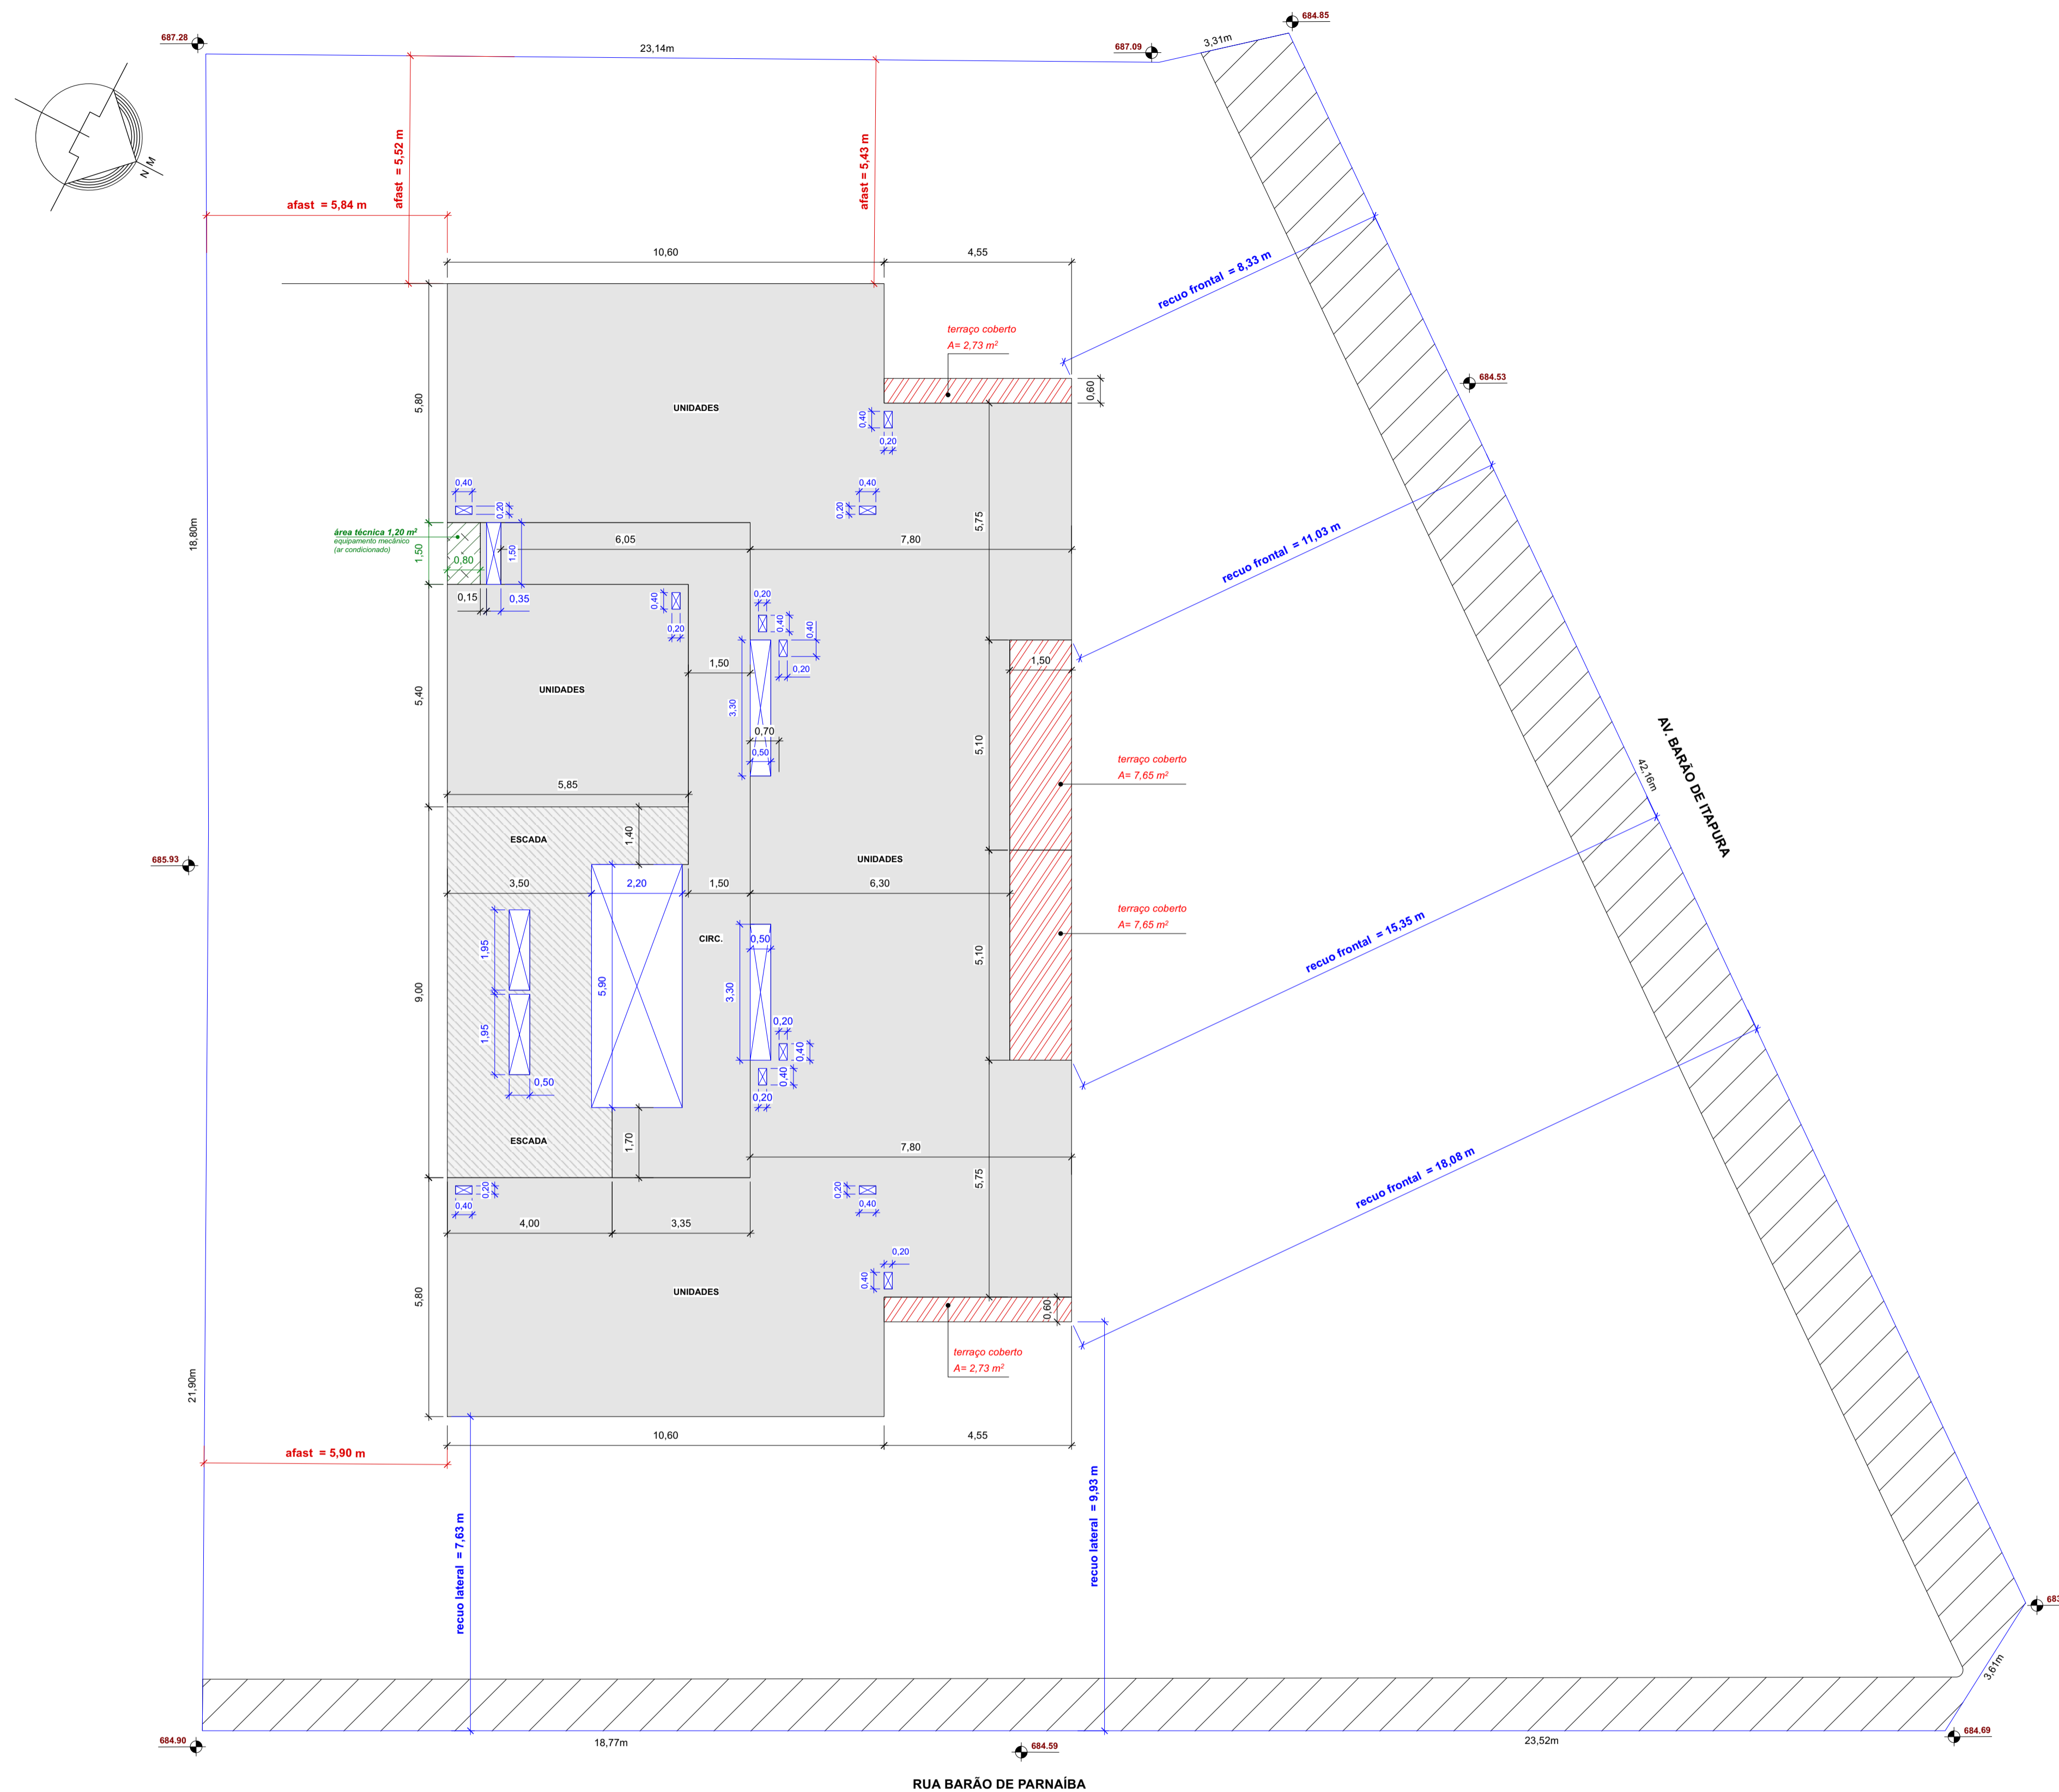 684.85
687.28
23,14m
687.09
3,31m
N M
afast = 5,52 m
afast = 5,43 m
afast = 5,84 m
10,60
4,55
recuo frontal = 8,33 m
terraço coberto
A= 2,73 m²
684.53
0,60
5,80
UNIDADES
0,40
0,20
0,40
0,20
0,40
0,20
5,75
18,80m
área técnica 1,20 m²
equipamento mecânico
(ar condicionado)
1,50
0,80
1,50
6,05
7,80
recuo frontal = 11,03 m
0,15
0,35
0,40
0,20
0,20
0,40
0,40
0,20
1,50
1,50
5,40
UNIDADES
3,30
0,70
0,50
5,10
terraço coberto
A= 7,65 m²
AV. BARÃO DE ITAPURA
42,16m
5,85
ESCADA
1,40
UNIDADES
685.93
3,50
2,20
1,50
6,30
terraço coberto
A= 7,65 m²
recuo frontal = 15,35 m
1,95
CIRC.
0,50
5,10
9,00
5,90
3,30
1,95
0,20
0,40
0,50
0,40
0,20
ESCADA
1,70
7,80
recuo frontal = 18,08 m
5,75
0,20
0,40
0,20
0,40
4,00
3,35
0,20
0,40
5,80
UNIDADES
0,60
terraço coberto
A= 2,73 m²
21,90m
10,60
4,55
afast = 5,90 m
recuo lateral = 7,63 m
recuo lateral = 9,93 m
683
3,61m
684.90
18,77m
684.59
23,52m
684.69
RUA BARÃO DE PARNAÍBA